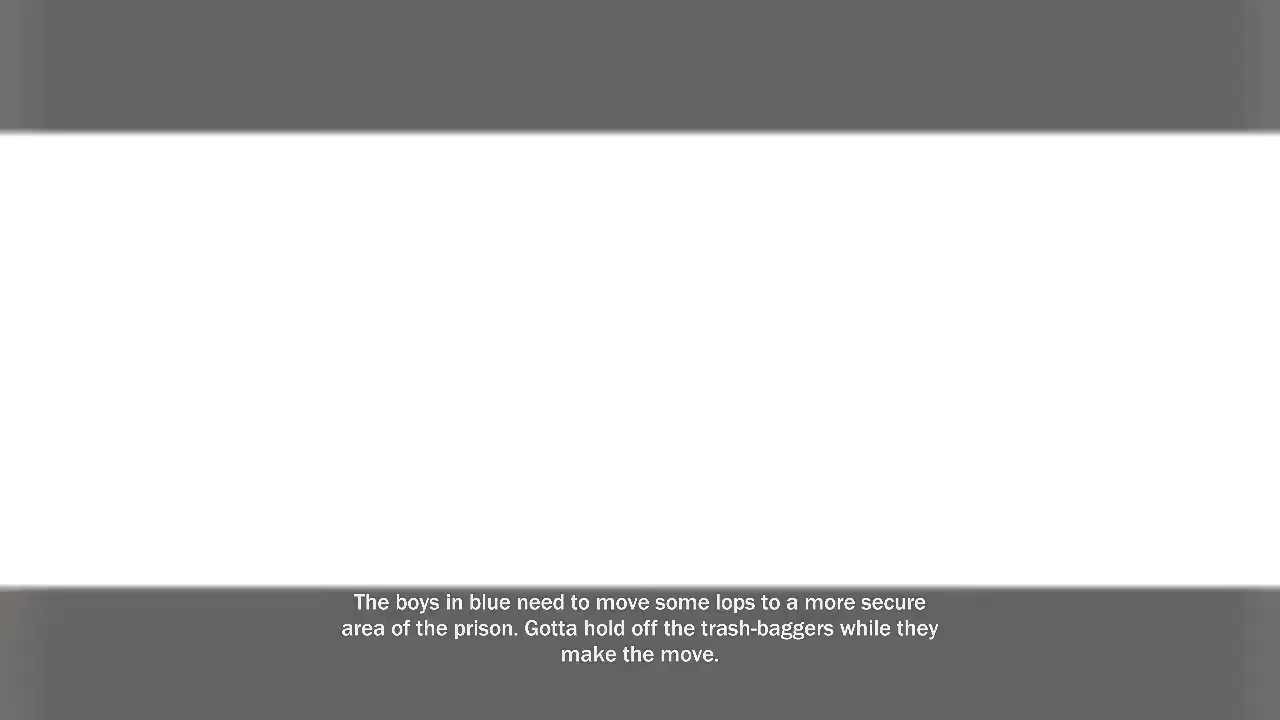 The boys in blue need to move some lops to a more secure
area of the prison. Gotta hold off the trash-baggers while they
make the move.